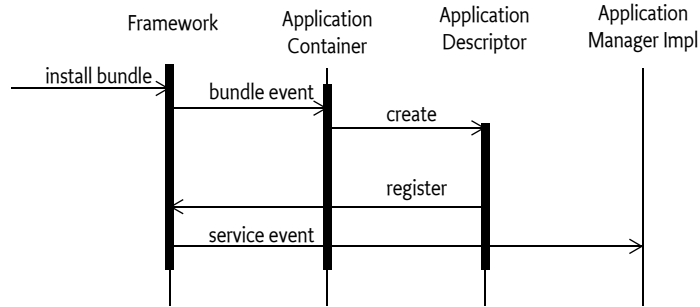 Framework
Application
Container
Application
Descriptor
Application
Manager Impl
install bundle
bundle event
create
register
service event